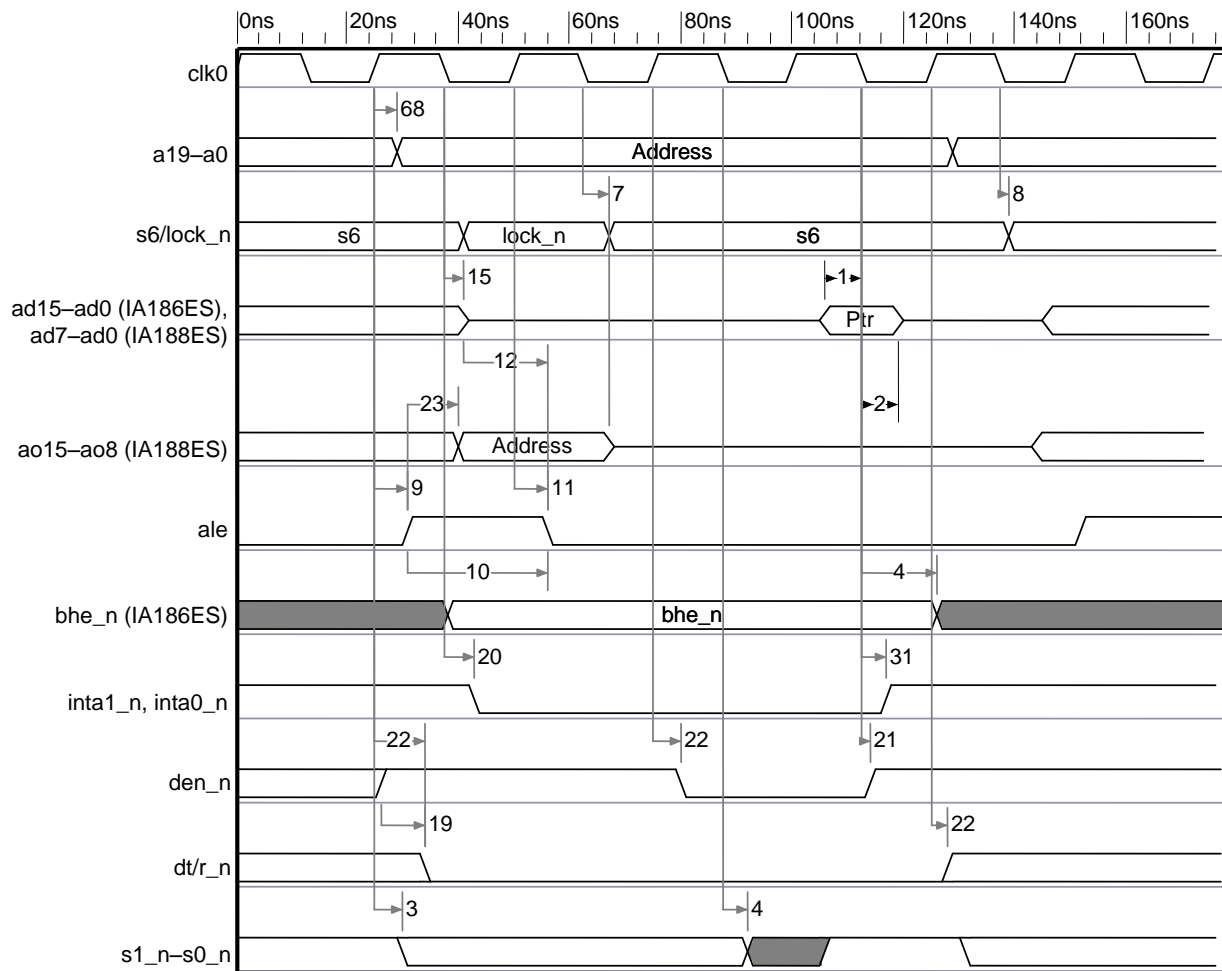 0ns 20ns 40ns 60ns 80ns 100ns 120ns 140ns 160ns
clk0
68
a19–a0 Address
7 8
s6/lock_n s6 lock_n s6
15 1
ad15–ad0 (IA186ES),
ad7–ad0 (IA188ES) Ptr
12
23 2
ao15–ao8 (IA188ES) Address
9 11
ale
10 4
bhe_n (IA186ES) bhe_n
20 31
inta1_n, inta0_n
22 22 21
den_n
19 22
dt/r_n
3 4
s1_n–s0_n